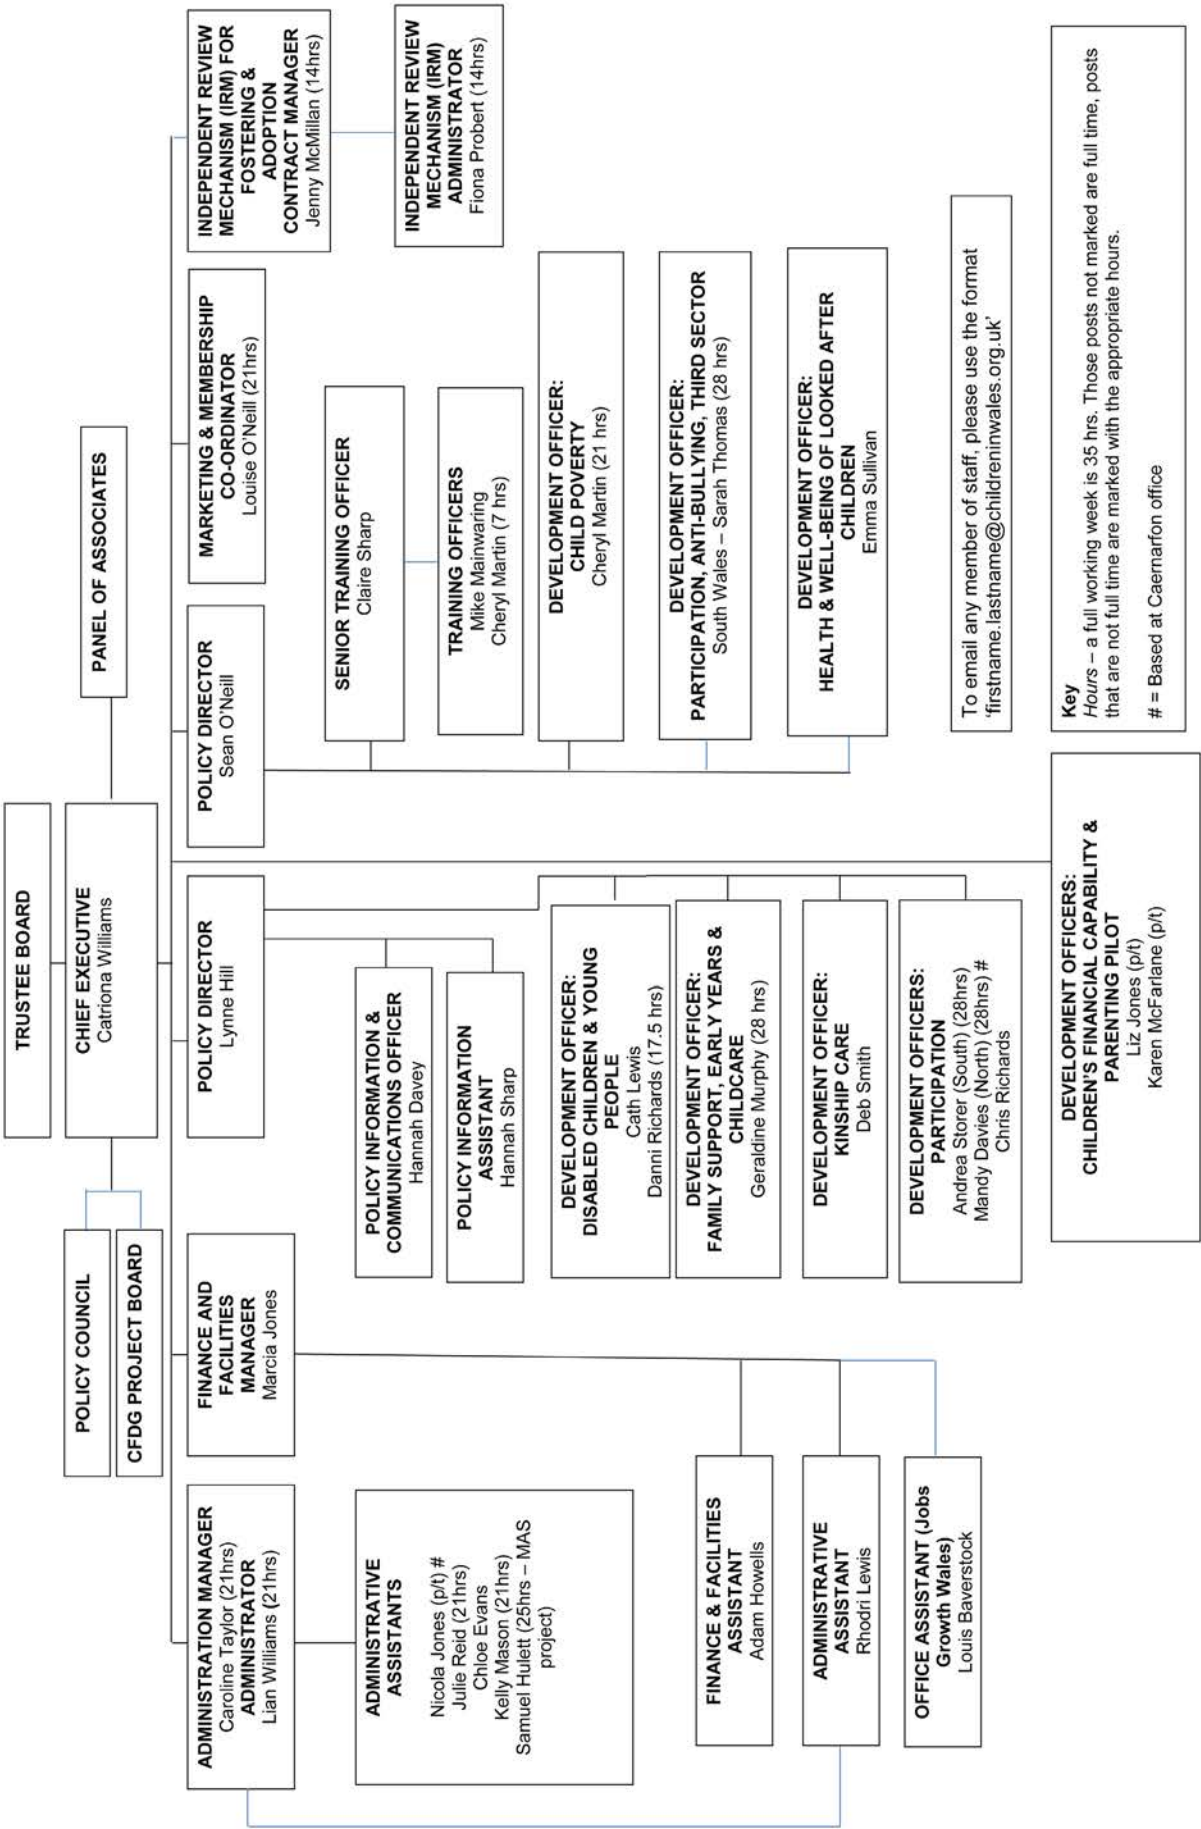 TRUSTEE BOARD
CHIEF EXECUTIVE
Catriona Williams
POLICY COUNCIL
CFDG PROJECT BOARD
PANEL OF ASSOCIATES
ADMINISTRATION MANAGER
Caroline Taylor (21hrs)
ADMINISTRATOR
Lian Williams (21hrs)
FINANCE AND
FACILITIES
MANAGER
Marcia Jones
POLICY DIRECTOR
Lynne Hill
POLICY DIRECTOR
Sean O'Neill
MARKETING & MEMBERSHIP
CO-ORDINATOR
Louise O'Neill (21hrs)
INDEPENDENT REVIEW
MECHANISM (IRM) FOR
FOSTERING &
ADOPTION
CONTRACT MANAGER
Jenny McMillan (14hrs)
ADMINISTRATIVE
ASSISTANTS
Nicola Jones (p/t) #
Julie Reid (21hrs)
Chloe Evans
Kelly Mason (21hrs)
Samuel Hulett (25hrs – MAS
project)
FINANCE & FACILITIES
ASSISTANT
Adam Howells
ADMINISTRATIVE
ASSISTANT
Rhodri Lewis
OFFICE ASSISTANT (Jobs
Growth Wales)
Louis Baverstock
POLICY INFORMATION &
COMMUNICATIONS OFFICER
Hannah Davey
POLICY INFORMATION
ASSISTANT
Hannah Sharp
DEVELOPMENT OFFICER:
DISABLED CHILDREN & YOUNG
PEOPLE
Cath Lewis
Danni Richards (17.5 hrs)
DEVELOPMENT OFFICER:
FAMILY SUPPORT, EARLY YEARS &
CHILDCARE
Geraldine Murphy (28 hrs)
DEVELOPMENT OFFICER:
KINSHIP CARE
Deb Smith
DEVELOPMENT OFFICERS:
PARTICIPATION
Andrea Storer (South) (28hrs)
Mandy Davies (North) (28hrs) #
Chris Richards
SENIOR TRAINING OFFICER
Claire Sharp
TRAINING OFFICERS
Mike Mainwaring
Cheryl Martin (7 hrs)
DEVELOPMENT OFFICER:
CHILD POVERTY
Cheryl Martin (21 hrs)
DEVELOPMENT OFFICER:
PARTICIPATION, ANTI-BULLYING, THIRD SECTOR
South Wales – Sarah Thomas (28 hrs)
DEVELOPMENT OFFICER:
HEALTH & WELL-BEING OF LOOKED AFTER
CHILDREN
Emma Sullivan
INDEPENDENT REVIEW
MECHANISM (IRM)
ADMINISTRATOR
Fiona Probert (14hrs)
To email any member of staff, please use the format
'firstname.lastname@childreninwales.org.uk'
DEVELOPMENT OFFICERS:
CHILDREN'S FINANCIAL CAPABILITY &
PARENTING PILOT
Liz Jones (p/t)
Karen McFarlane (p/t)
Key
Hours – a full working week is 35 hrs. Those posts not marked are full time, posts
that are not full time are marked with the appropriate hours.
# = Based at Caernarfon office